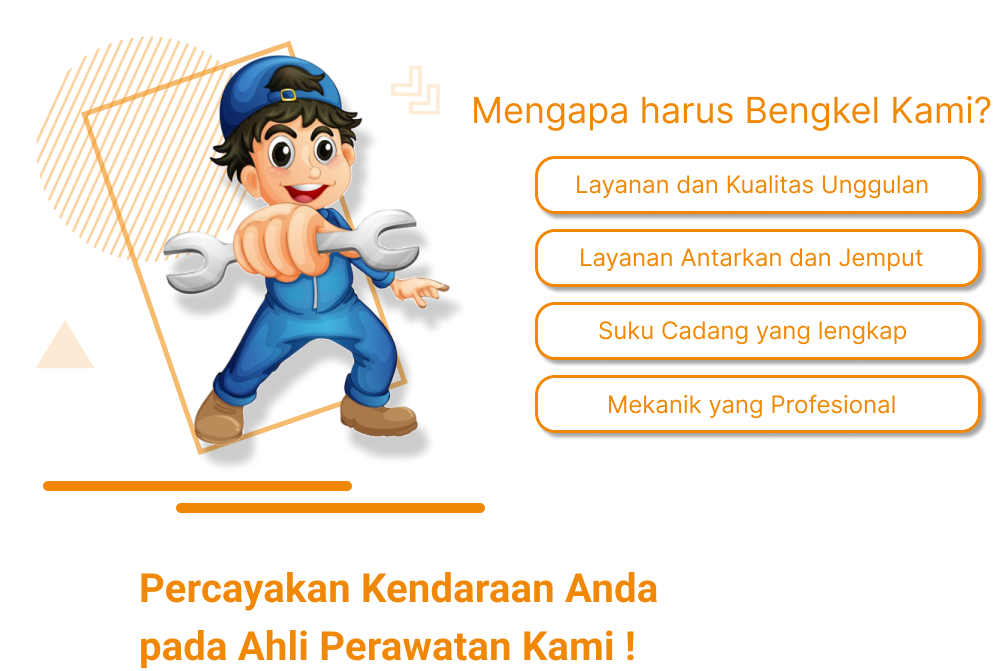 Mengapa harus Bengkel Kami?
Layanan dan Kualitas Unggulan
Layanan Antarkan dan Jemput
Suku Cadang yang lengkap
Mekanik yang Profesional
Percayakan Kendaraan Anda
pada Ahli Perawatan Kami !